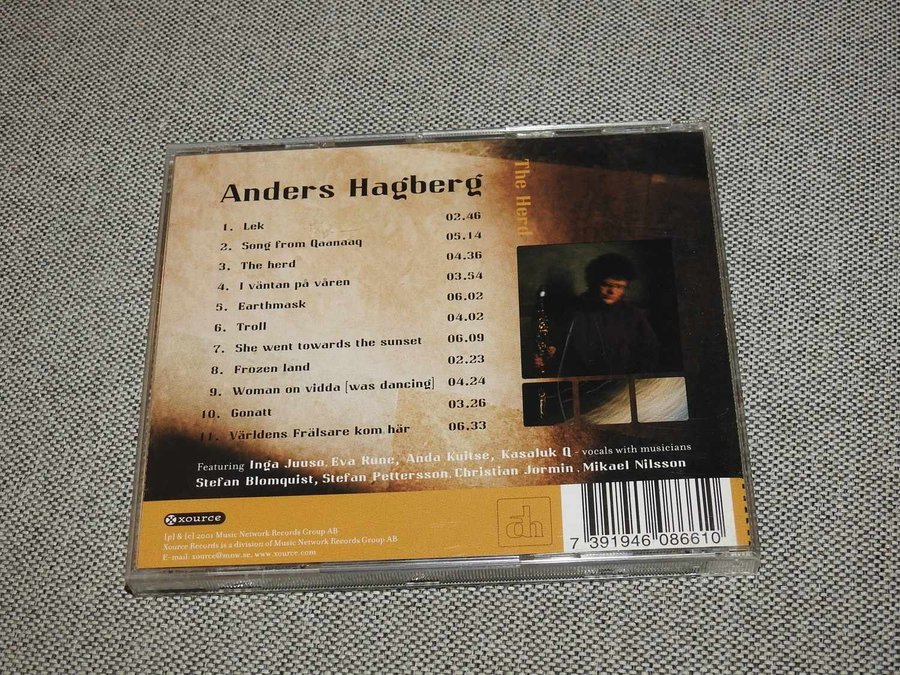 Anders Hagberg
1. Lek 02.46
2. Song from Qaanaaq 05.14
3. The herd 04.36
4. I väntan på våren 03.54
5. Earthmask 06.02
6. Troll 04.02
7. She went towards the sunset 06.09
8. Frozen land 02.23
9. Woman on vidda [was dancing] 04.24
10. Gonatt 03.26
11. Världens Frälsare kom här 06.33
Featuring Inga Juuso, Eva Rune, Anda Kuitse, Kasaluk Q - vocals with musicians
Stefan Blomquist, Stefan Pettersson, Christian Jormin, Mikael Nilsson
The Herd
x xource
[p] & [c] 2001 Music Network Records Group AB
Xource Records is a division of Music Network Records Group AB
E-mail: xource@mnw.se, www.xource.com
dh
7 391946 086610